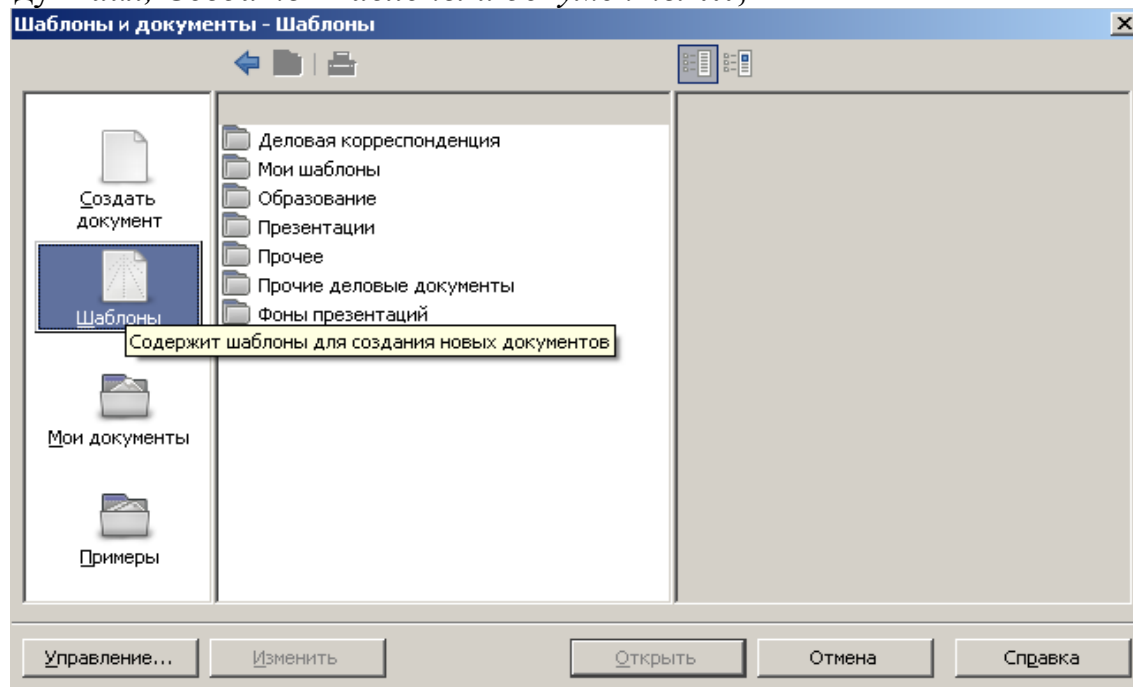 Шаблоны и документы - Шаблоны
Создать
документ
Шаблоны
Мои документы
Примеры
Деловая корреспонденция
Мои шаблоны
Образование
Презентации
Прочее
Прочие деловые документы
Фоны презентаций
Содержит шаблоны для создания новых документов
Управление...
Изменить
Открыть
Отмена
Справка